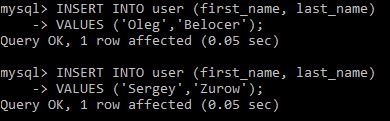 mysql> INSERT INTO user (first_name, last_name)
    -> VALUES ('Oleg','Belocer');
Query OK, 1 row affected (0.05 sec)

mysql> INSERT INTO user (first_name, last_name)
    -> VALUES ('Sergey','Zurow');
Query OK, 1 row affected (0.05 sec)